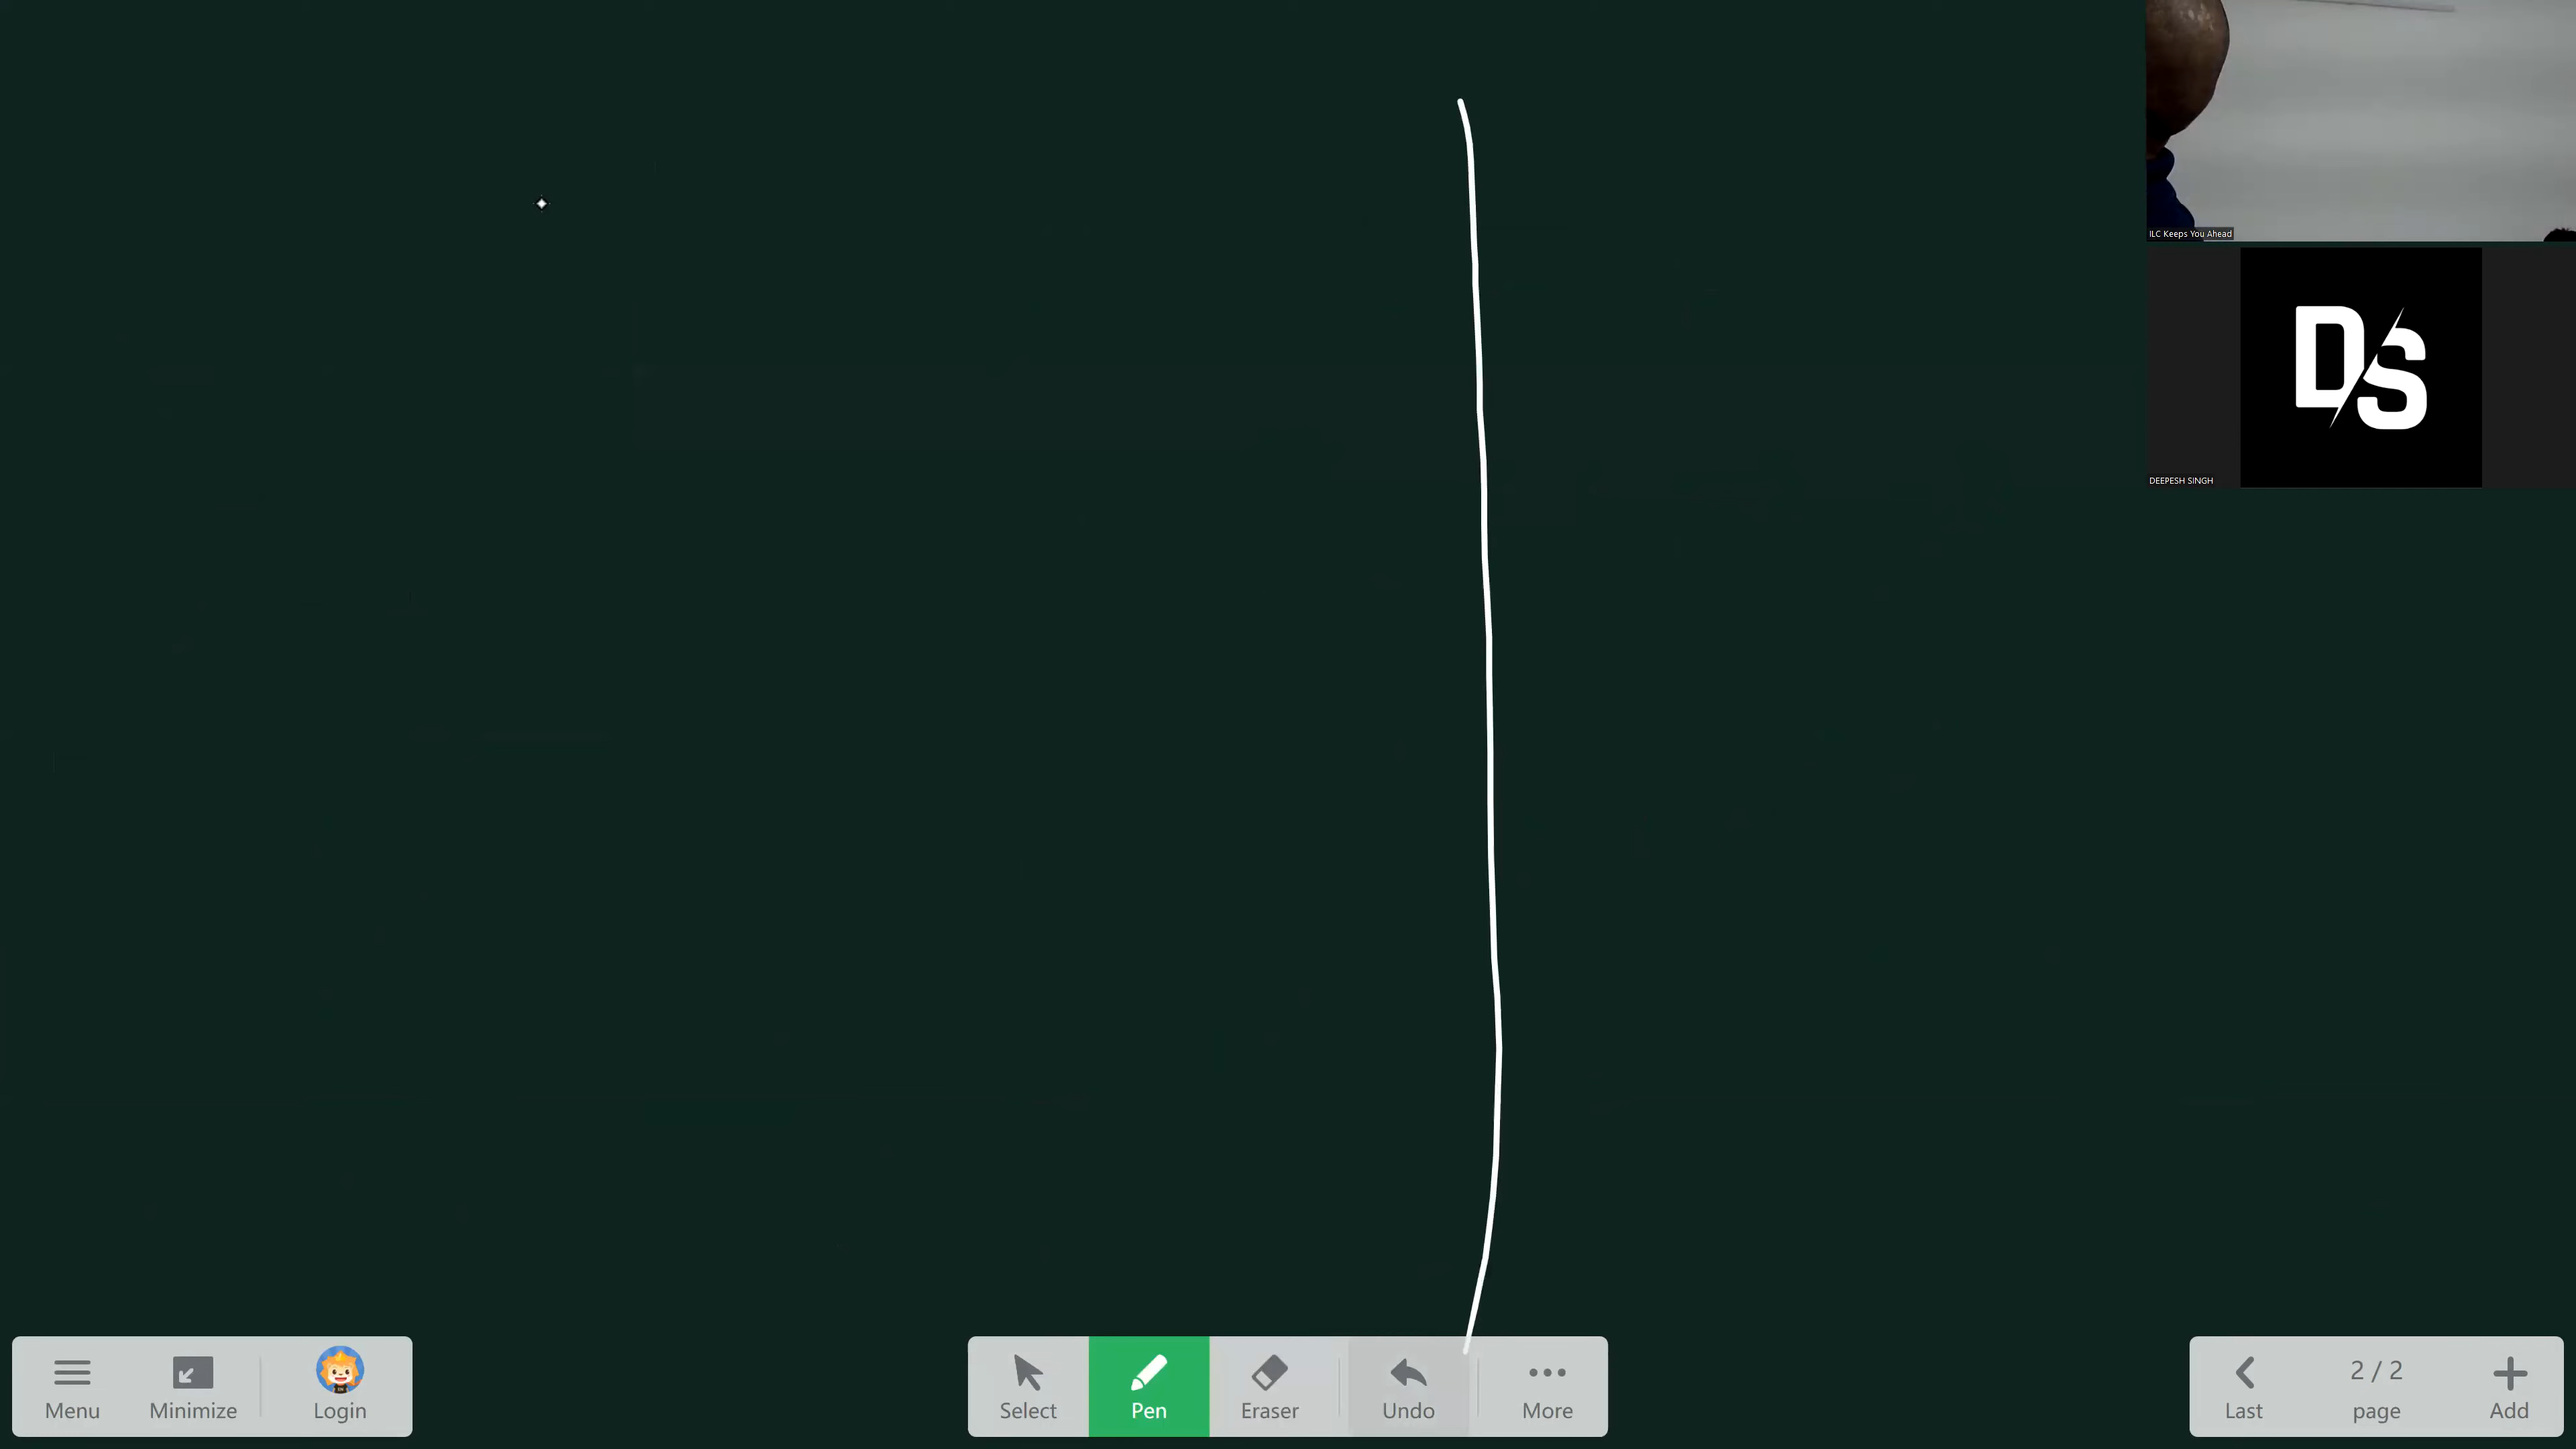 ILC Keeps You Ahead
DS
DEEPESH SINGH
Menu
Minimize
Login
Select
Pen
Eraser
Undo
More
Last
2 / 2
page
Add